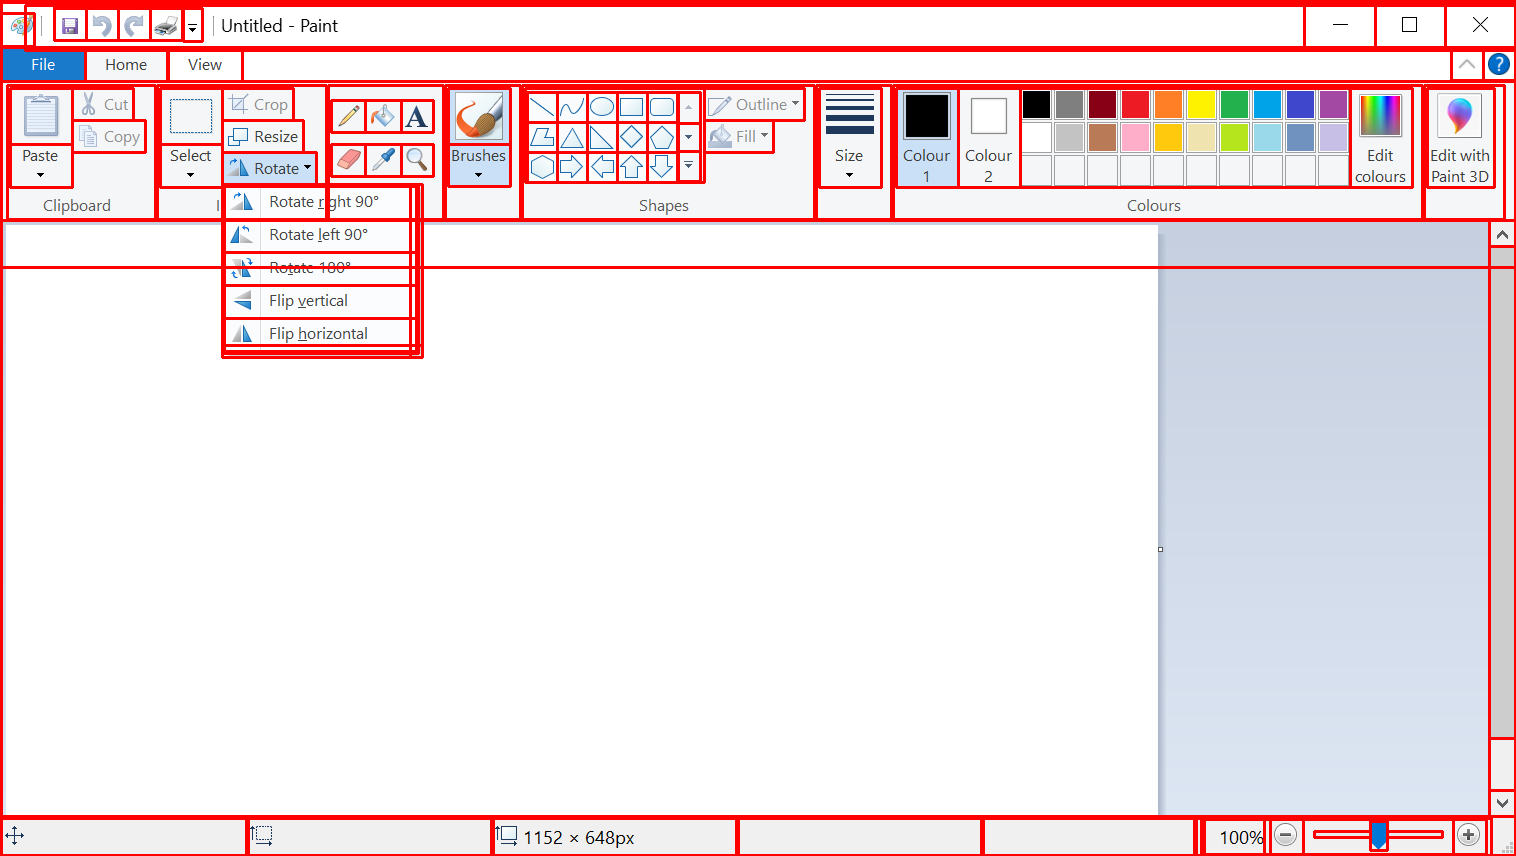 Untitled - Paint
File
Home
View
Paste
Cut
Copy
Clipboard
Select
Crop
Resize
Rotate
A
Brushes
Outline
Fill
Shapes
Size
Colour
1
Colour
2
Edit
colours
Colours
Edit with
Paint 3D
Rotate right 90°
Rotate left 90°
Rotate 180°
Flip vertical
Flip horizontal
1152 × 648px
100%